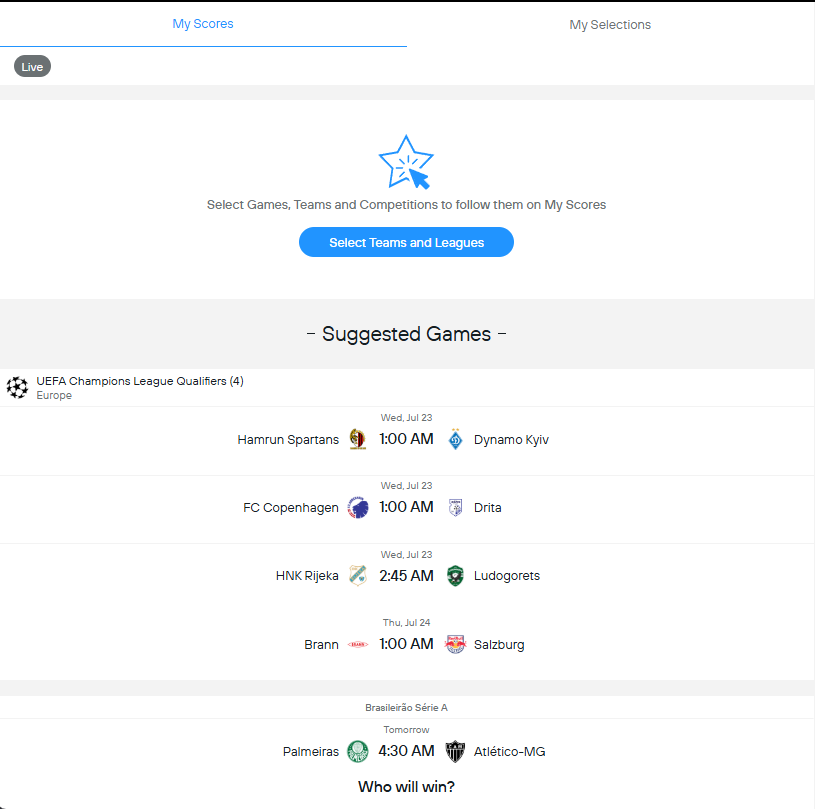 My Scores
My Selections
Live
Select Games, Teams and Competitions to follow them on My Scores
Select Teams and Leagues
- Suggested Games -
UEFA Champions League Qualifiers (4)
Europe
Wed, Jul 23
Hamrun Spartans 1:00 AM Dynamo Kyiv
Wed, Jul 23
FC Copenhagen 1:00 AM Drita
Wed, Jul 23
HNK Rijeka 2:45 AM Ludogorets
Thu, Jul 24
Brann BRANN 1:00 AM Salzburg
Brasileirão Série A
Tomorrow
Palmeiras 4:30 AM Atlético-MG
Who will win?